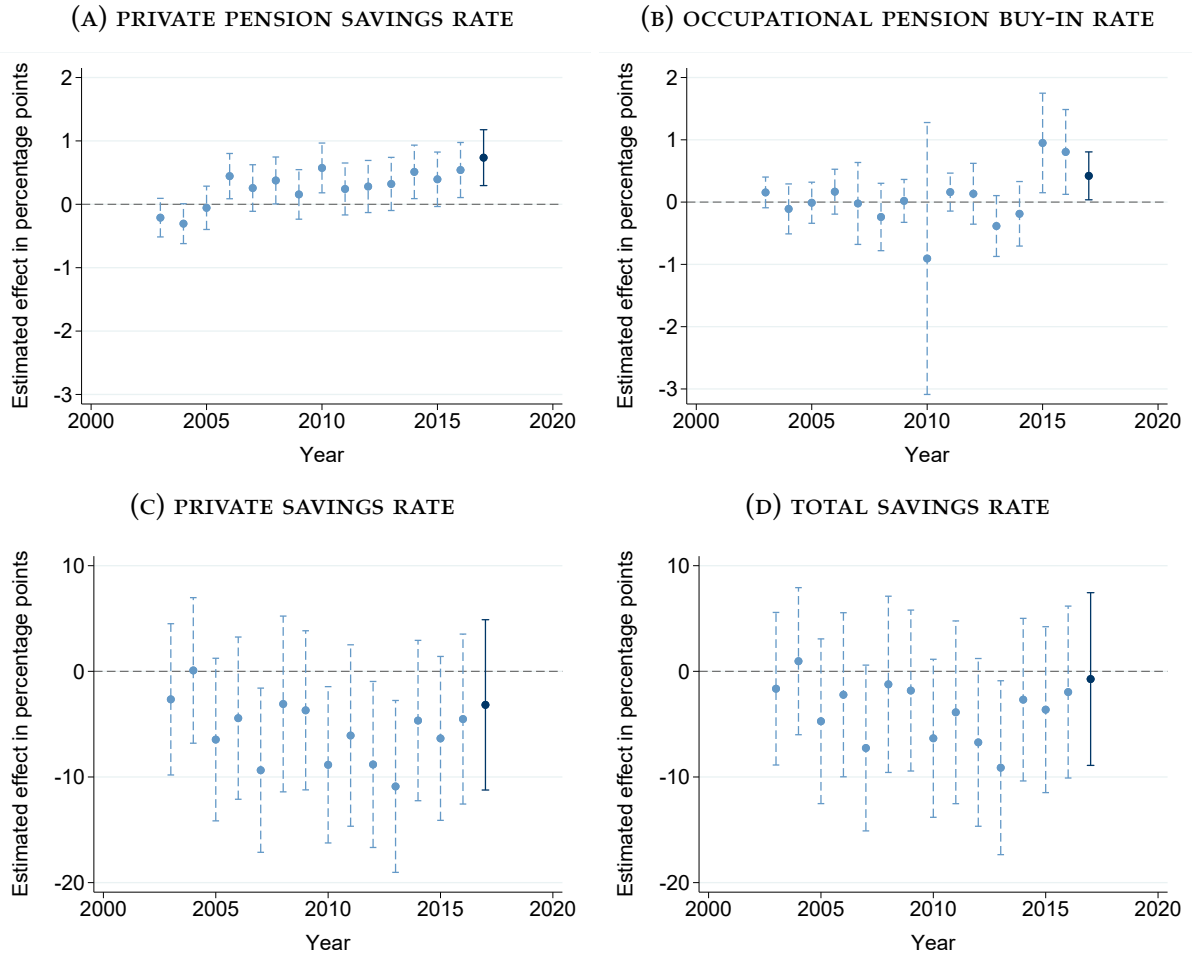 (A) PRIVATE PENSION SAVINGS RATE
Estimated effect in percentage points
2
1
0
-1
-2
-3
2000 2005 2010 2015 2020
Year
(B) OCCUPATIONAL PENSION BUY-IN RATE
Estimated effect in percentage points
2
1
0
-1
-2
-3
2000 2005 2010 2015 2020
Year
(C) PRIVATE SAVINGS RATE
Estimated effect in percentage points
10
0
-10
-20
2000 2005 2010 2015 2020
Year
(D) TOTAL SAVINGS RATE
Estimated effect in percentage points
10
0
-10
-20
2000 2005 2010 2015 2020
Year